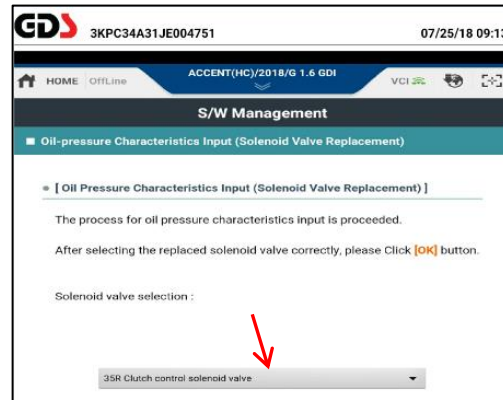 GDS 3KPC34A31JE004751 07/25/18 09:13
HOME OffLine ACCENT(HC)/2018/G 1.6 GDI VCI
S/W Management
Oil-pressure Characteristics Input (Solenoid Valve Replacement)
[ Oil Pressure Characteristics Input (Solenoid Valve Replacement) ]
The process for oil pressure characteristics input is proceeded.
After selecting the replaced solenoid valve correctly, please Click [OK] button.
Solenoid valve selection :
35R Clutch control solenoid valve